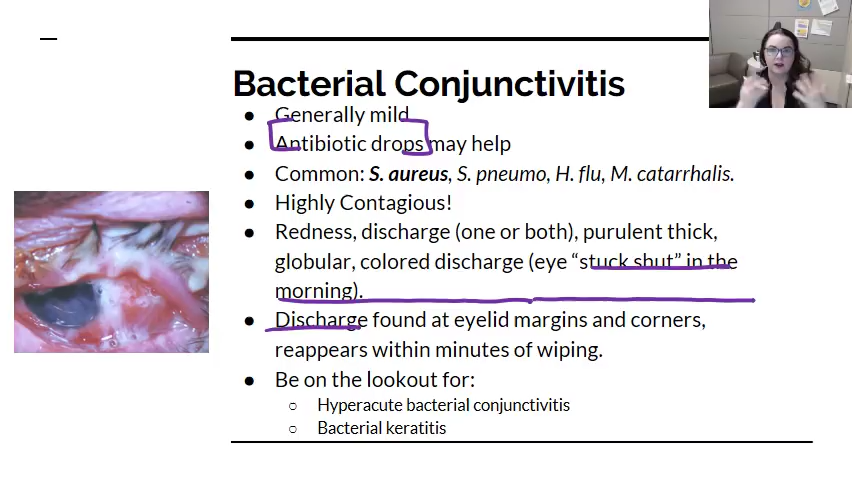 Bacterial Conjunctivitis
● Generally mild
● Antibiotic drops may help
● Common: S. aureus, S. pneumo, H. flu, M. catarrhalis.
● Highly Contagious!
● Redness, discharge (one or both), purulent thick,
globular, colored discharge (eye “stuck shut” in the
morning).
● Discharge found at eyelid margins and corners,
reappears within minutes of wiping.
● Be on the lookout for:
○ Hyperacute bacterial conjunctivitis
○ Bacterial keratitis